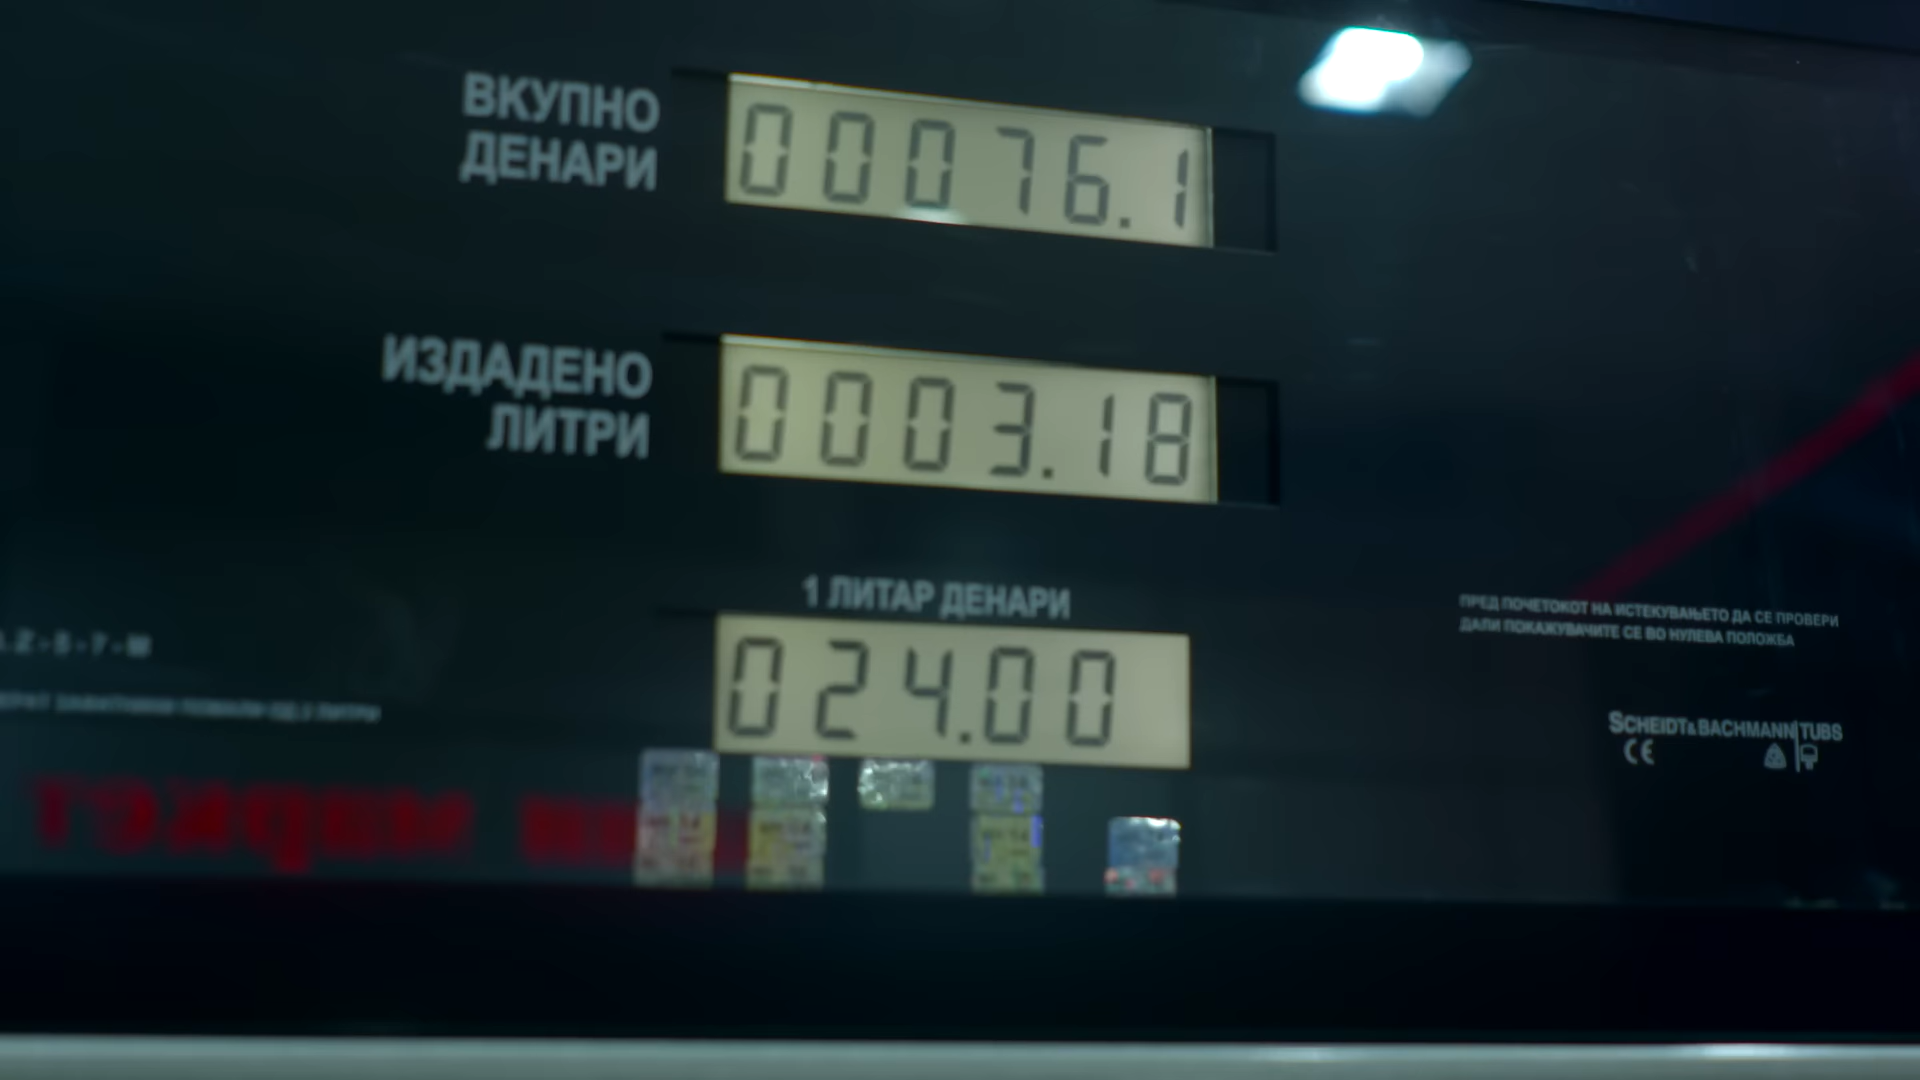 ВКУПНО
ДЕНАРИ
00076.1
ИЗДАДЕНО
ЛИТРИ
0003.18
1 ЛИТАР ДЕНАРИ
024.00
ПРЕД ПОЧЕТОКОТ НА ИСТЕКУВАЊЕТО ДА СЕ ПРОВЕРИ
ДАЛИ ПОКАЖУВАЧИТЕ СЕ ВО НУЛЕВА ПОЛОЖБА
SCHEIDT&BACHMANN TUBS
CE